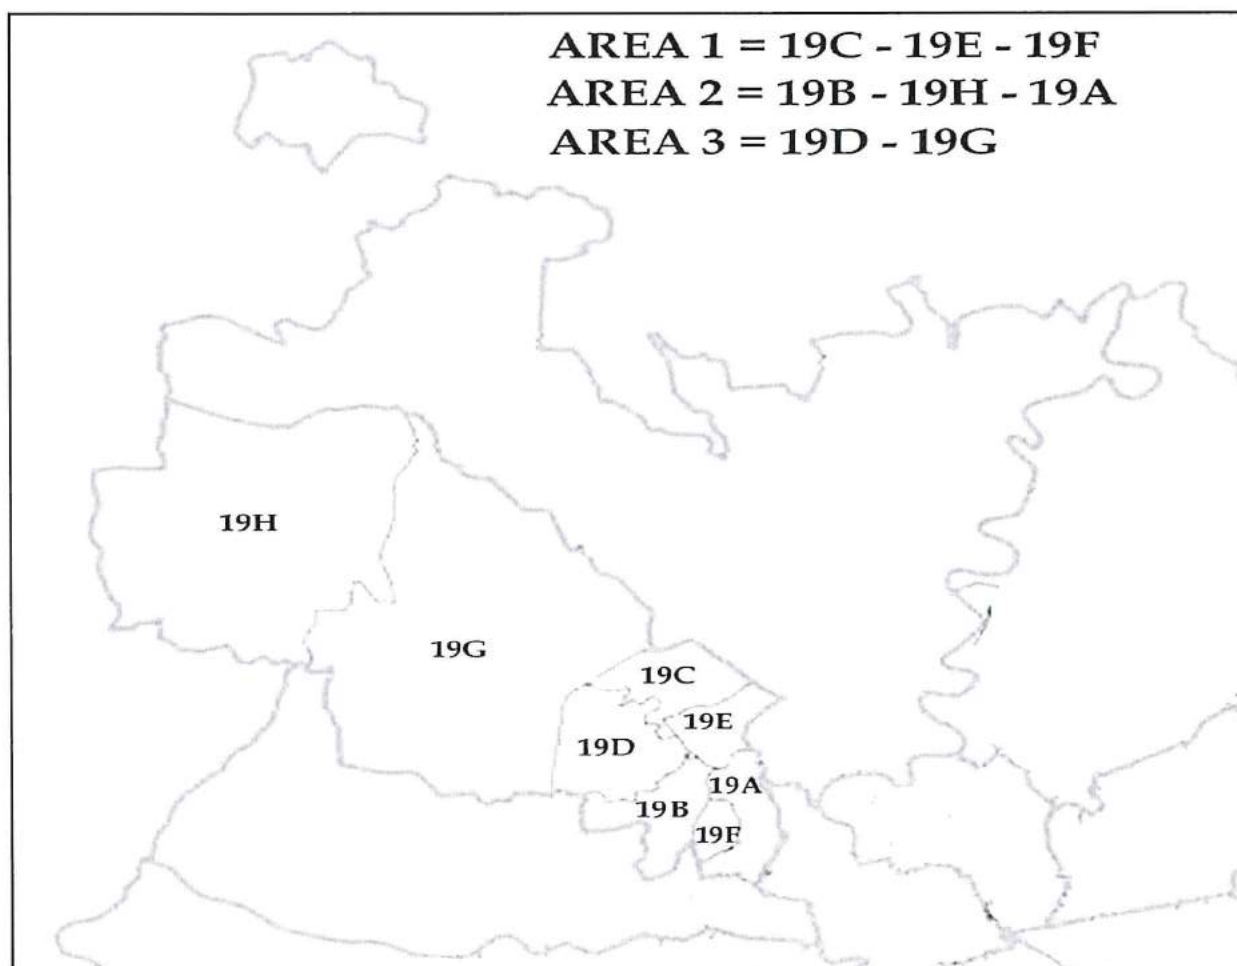 AREA 1 = 19C - 19E - 19F
AREA 2 = 19B - 19H - 19A
AREA 3 = 19D - 19G
19H
19G
19C
19E
19D
19A
19B
19F